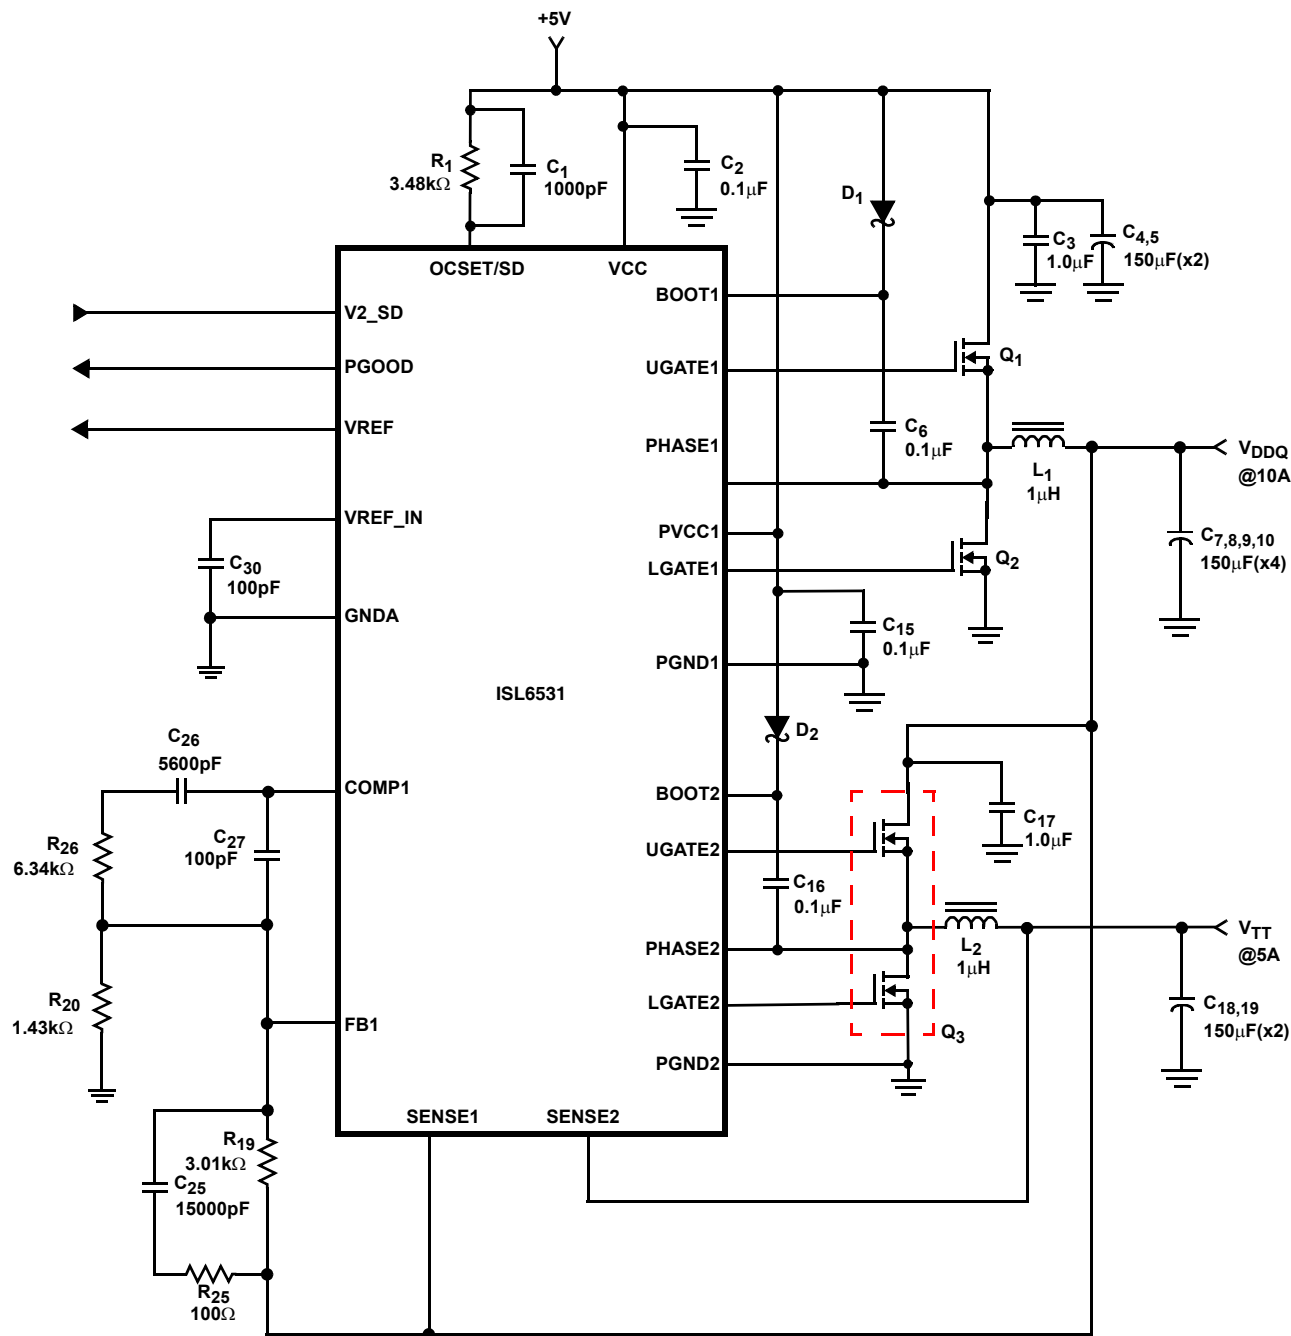 +5V
R1
3.48kΩ
C1
1000pF
C2
0.1μF
D1
C3
1.0μF
C4,5
150μF(x2)
OCSET/SD
VCC
BOOT1
V2_SD
PGOOD
UGATE1
Q1
VREF
PHASE1
C6
0.1μF
L1
1μH
VDDQ
@10A
VREF_IN
PVCC1
C30
100pF
LGATE1
Q2
C7,8,9,10
150μF(x4)
GNDA
C15
0.1μF
PGND1
ISL6531
D2
C26
5600pF
COMP1
BOOT2
C17
1.0μF
R26
6.34kΩ
C27
100pF
UGATE2
C16
0.1μF
L2
1μH
VTT
@5A
PHASE2
R20
1.43kΩ
LGATE2
C18,19
150μF(x2)
FB1
Q3
PGND2
SENSE1
SENSE2
R19
3.01kΩ
C25
15000pF
R25
100Ω